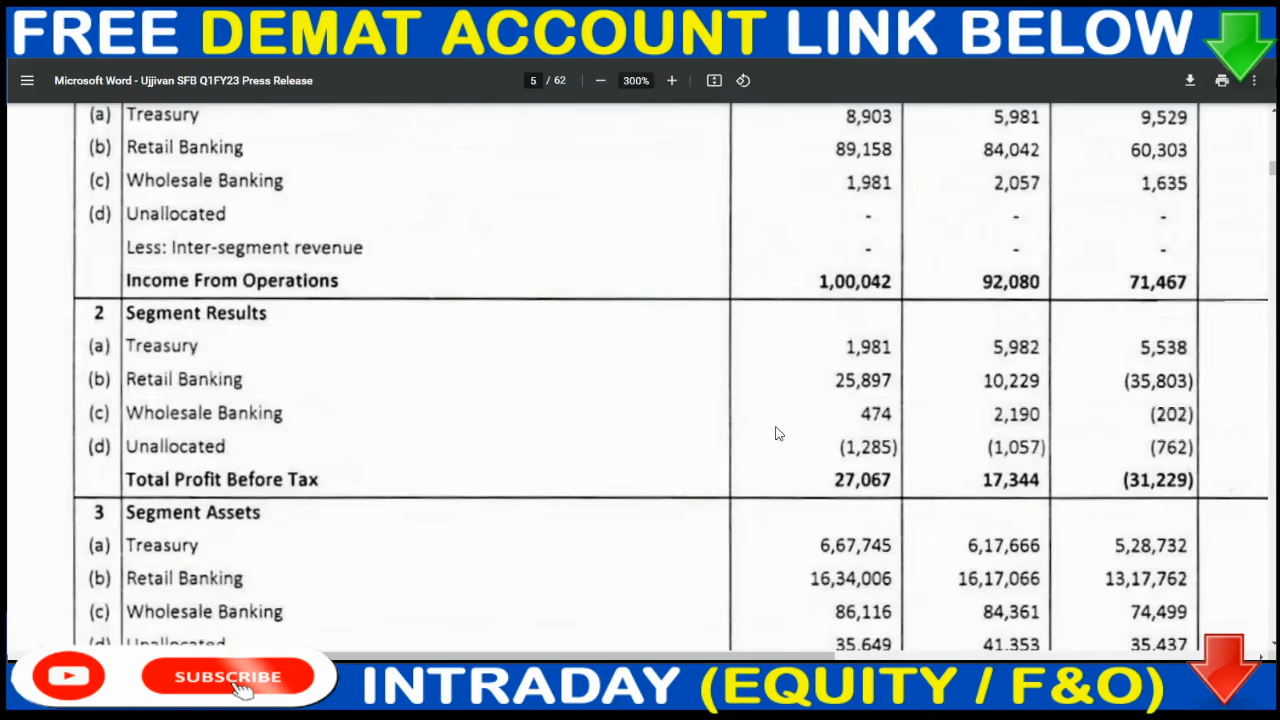 FREE DEMAT ACCOUNT LINK BELOW
Microsoft Word - Ujjivan SFB Q1FY23 Press Release 5 / 62 — 300% +
(a) Treasury 8,903 5,981 9,529
(b) Retail Banking 89,158 84,042 60,303
(c) Wholesale Banking 1,981 2,057 1,635
(d) Unallocated - - -
Less: Inter-segment revenue - - -
Income From Operations 1,00,042 92,080 71,467
2 Segment Results
(a) Treasury 1,981 5,982 5,538
(b) Retail Banking 25,897 10,229 (35,803)
(c) Wholesale Banking 474 2,190 (202)
(d) Unallocated (1,285) (1,057) (762)
Total Profit Before Tax 27,067 17,344 (31,229)
3 Segment Assets
(a) Treasury 6,67,745 6,17,666 5,28,732
(b) Retail Banking 16,34,006 16,17,066 13,17,762
(c) Wholesale Banking 86,116 84,361 74,499
(d) Unallocated 35,649 41,353 35,437
SUBSCRIBE
INTRADAY (EQUITY / F&O)